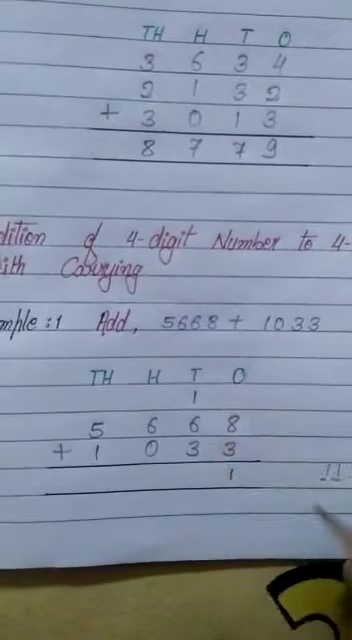 TH H T O
3 6 3 4
2 1 3 2
+ 3 0 1 3
8 7 7 9
dition of 4-digit Number to 4-
ith Carrying
mple :1 Add, 5668 + 1033
TH H T O
1
5 6 6 8
+ 1 0 3 3
1 11